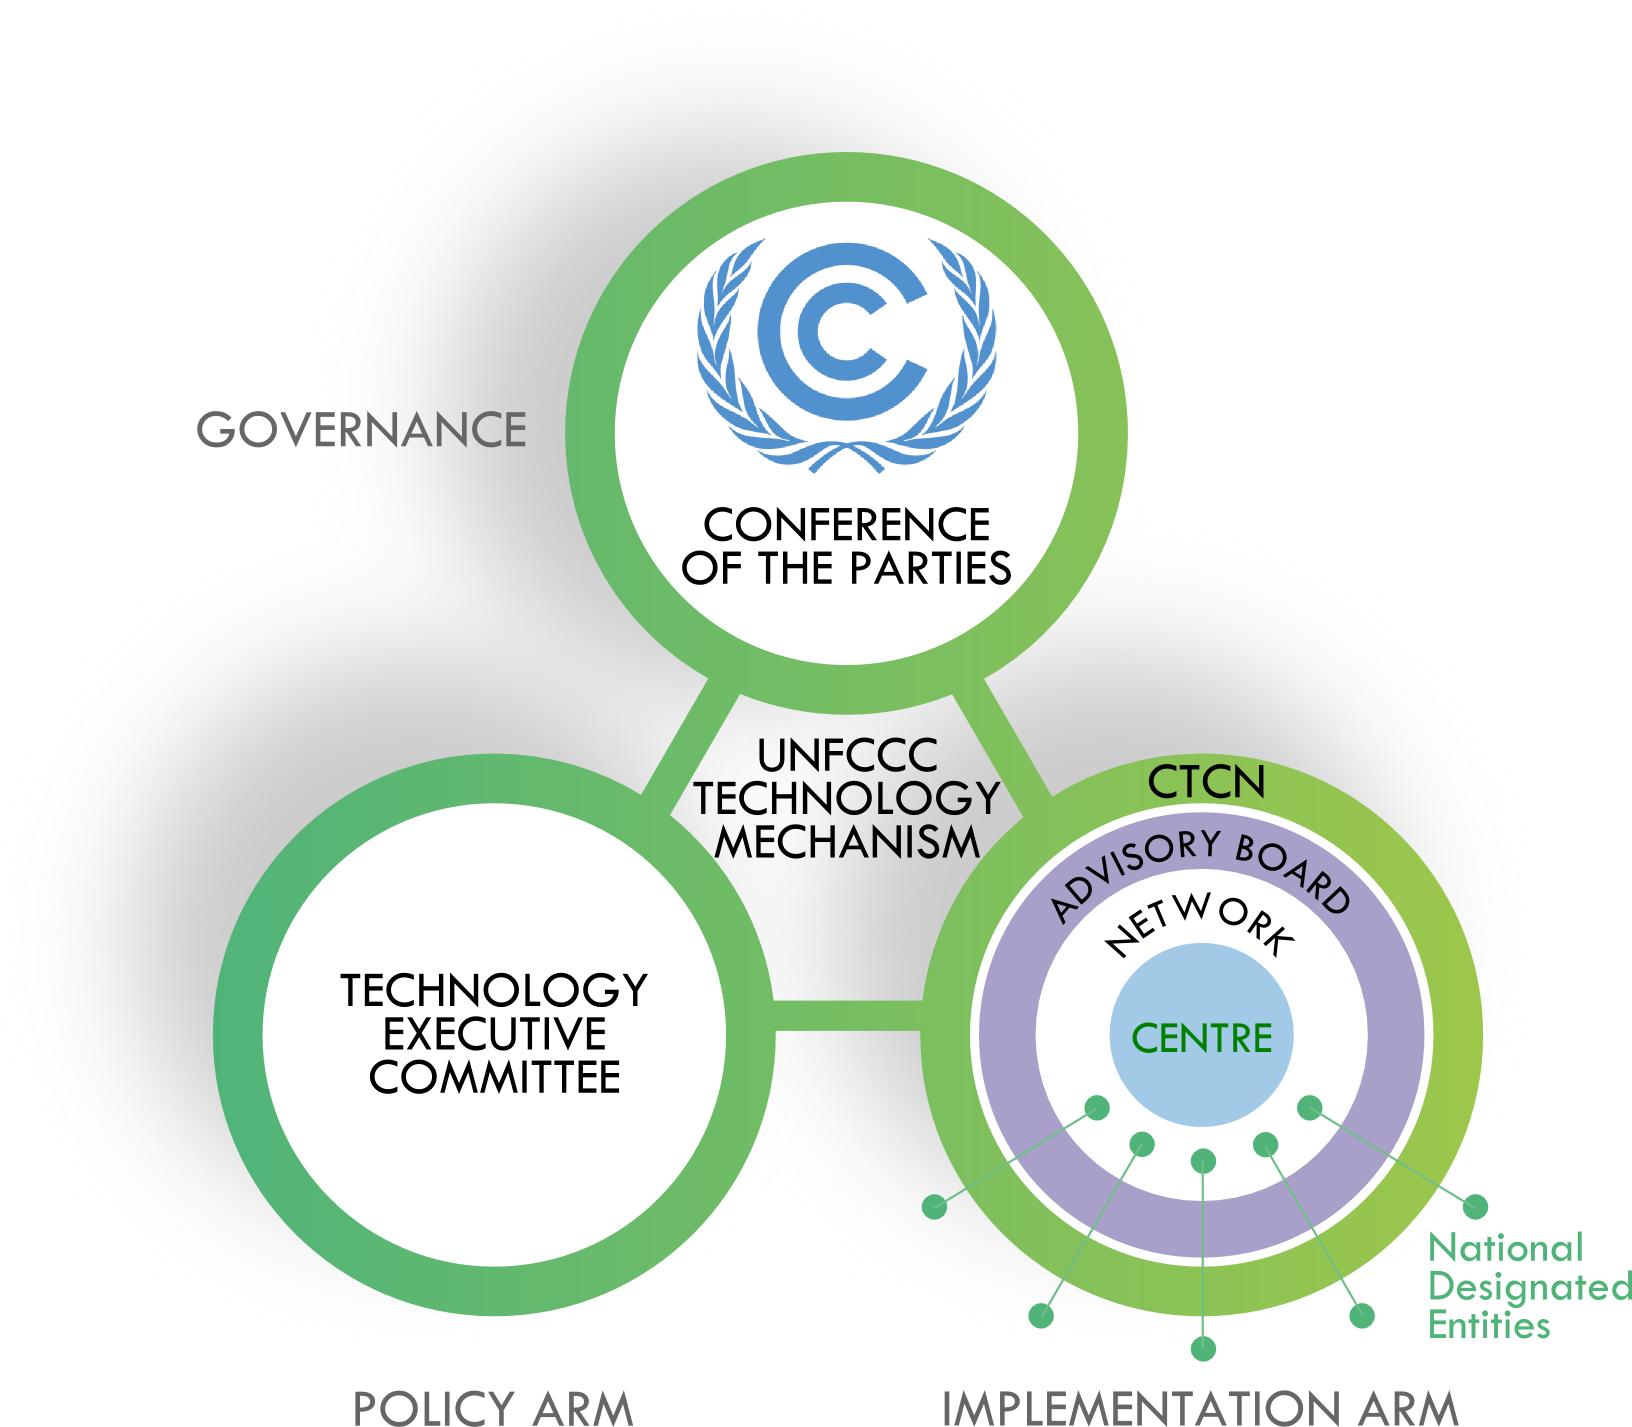 GOVERNANCE
CONFERENCE
OF THE PARTIES
UNFCCC
TECHNOLOGY
MECHANISM
TECHNOLOGY
EXECUTIVE
COMMITTEE
CTCN
ADVISORY BOARD
NETWORK
CENTRE
National
Designated
Entities
POLICY ARM
IMPLEMENTATION ARM